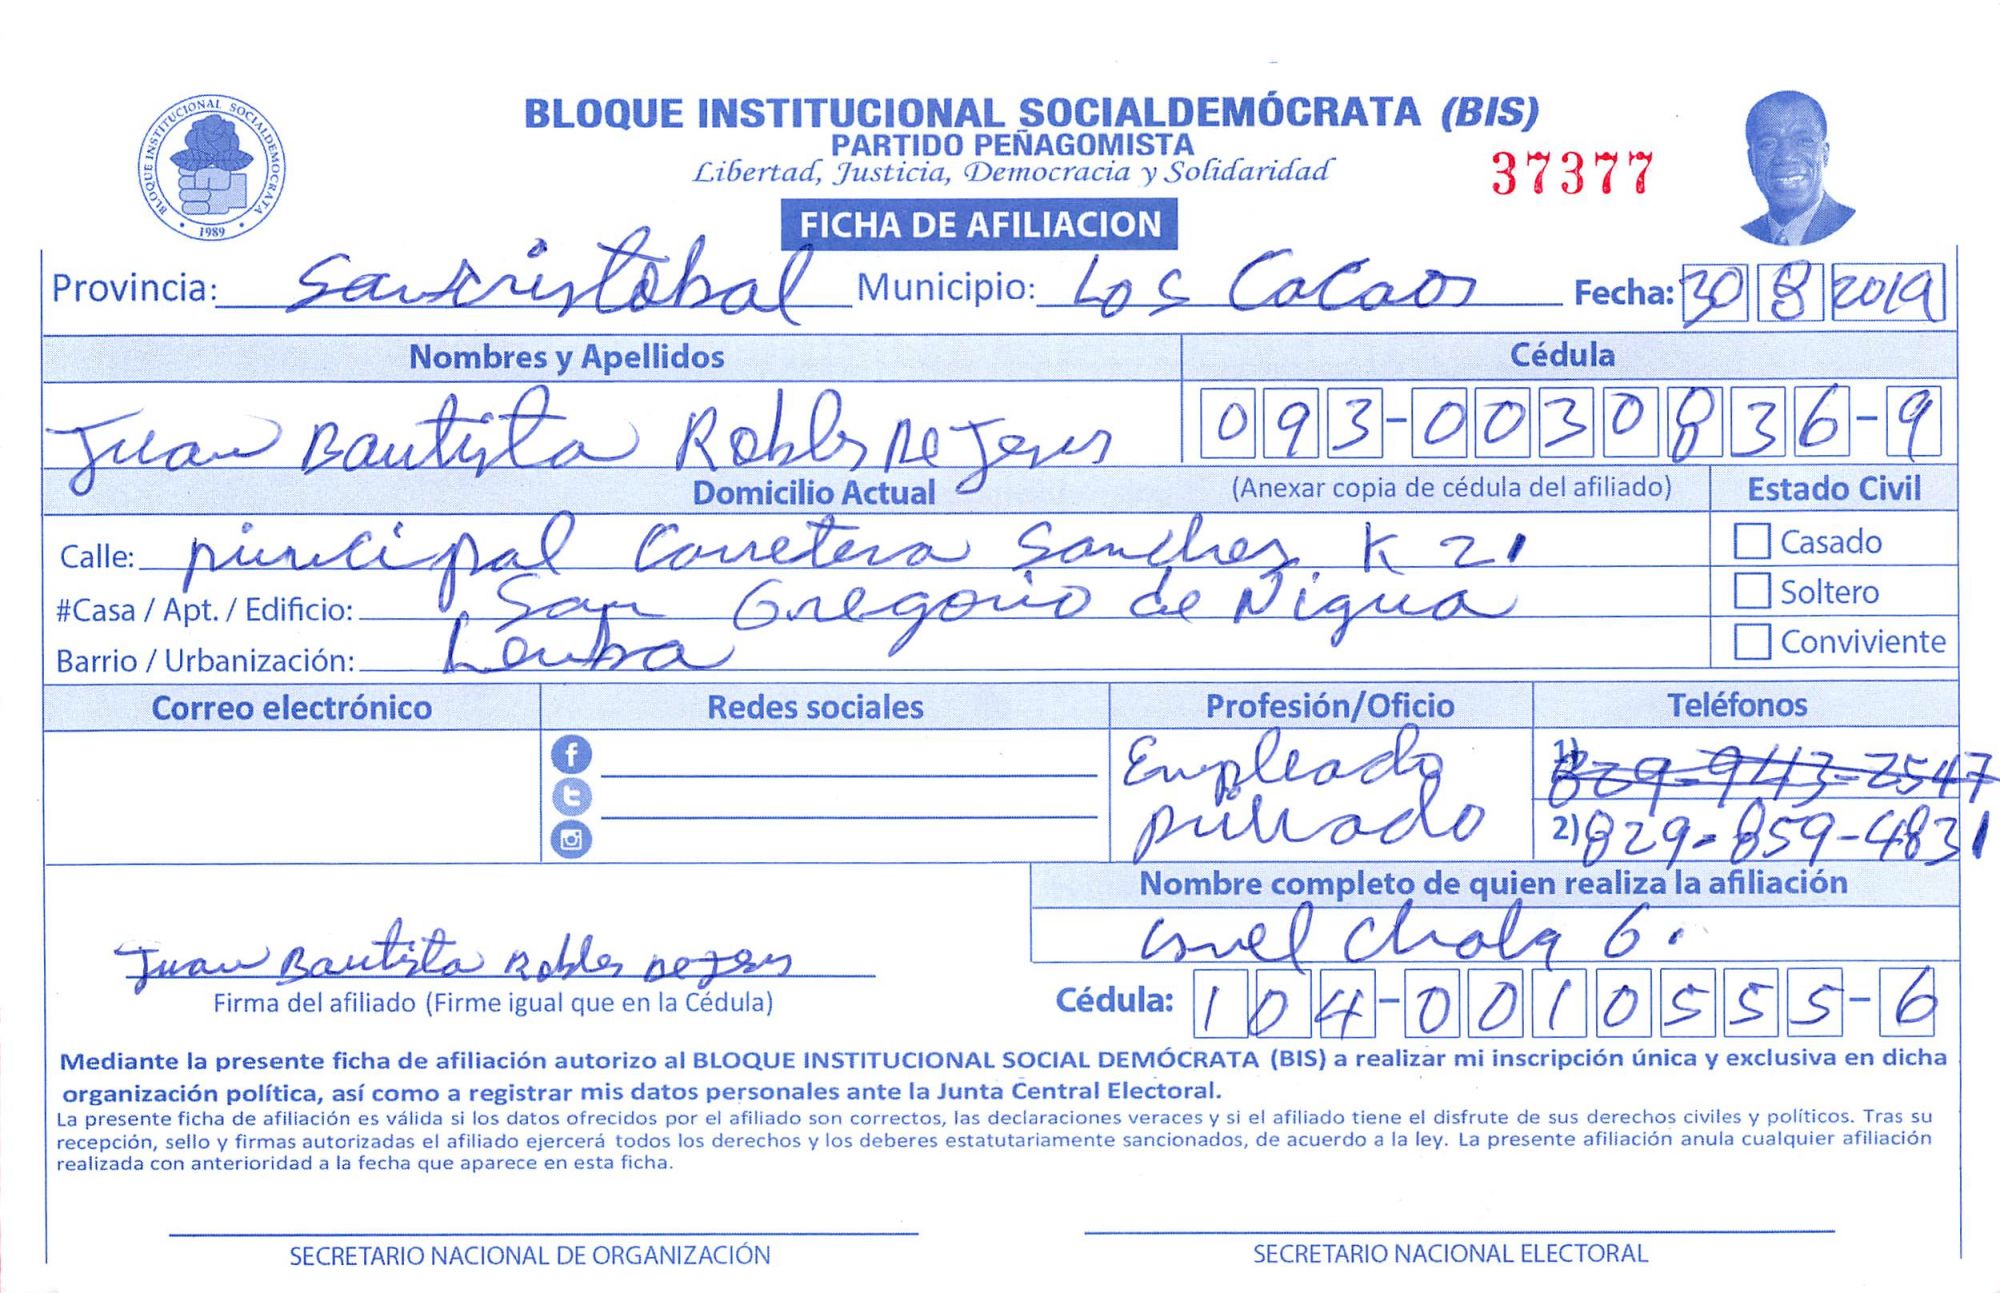 BLOQUE INSTITUCIONAL SOCIALDEMOCRATA
1989
BLOQUE INSTITUCIONAL SOCIALDEMÓCRATA (BIS)
PARTIDO PEÑAGOMISTA
Libertad, Justicia, Democracia y Solidaridad
37377
FICHA DE AFILIACION
Provincia: San cristobal Municipio: Los Cacaos Fecha: 30 8 2019
Nombres y Apellidos Cédula
Juan Bautista Robles De Jesus 093-0030836-9
Domicilio Actual (Anexar copia de cédula del afiliado) Estado Civil
Calle: principal Carretera Sanchez K 21 Casado
#Casa / Apt. / Edificio: San Gregorio de Nigua Soltero
Barrio / Urbanización: Conviviente
Correo electrónico Redes sociales Profesión/Oficio Teléfonos
Empleado 1) 829-943-2547
privado 2) 829-859-4831
Nombre completo de quien realiza la afiliación
Juan Bautista Robles De Jesus
Firma del afiliado (Firme igual que en la Cédula) Cédula: 104-0010555-6
Mediante la presente ficha de afiliación autorizo al BLOQUE INSTITUCIONAL SOCIAL DEMÓCRATA (BIS) a realizar mi inscripción única y exclusiva en dicha
organización política, así como a registrar mis datos personales ante la Junta Central Electoral.
La presente ficha de afiliación es válida si los datos ofrecidos por el afiliado son correctos, las declaraciones veraces y si el afiliado tiene el disfrute de sus derechos civiles y políticos. Tras su
recepción, sello y firmas autorizadas el afiliado ejercerá todos los derechos y los deberes estatutariamente sancionados, de acuerdo a la ley. La presente afiliación anula cualquier afiliación
realizada con anterioridad a la fecha que aparece en esta ficha.
SECRETARIO NACIONAL DE ORGANIZACIÓN SECRETARIO NACIONAL ELECTORAL